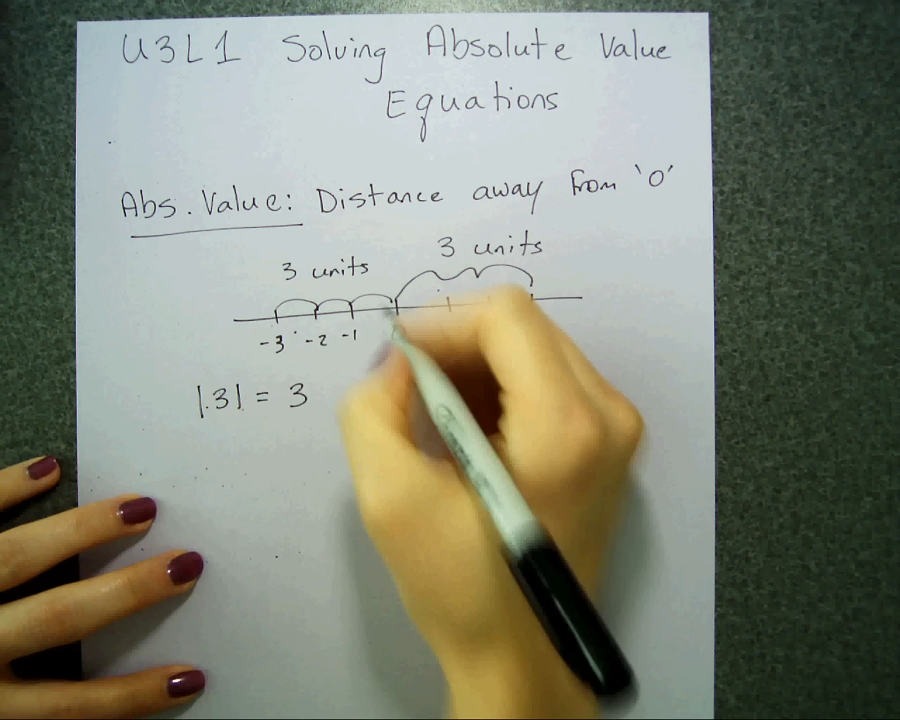 U3L1 Solving Absolute Value
Equations
Abs. Value: Distance away from '0'
3 units
3 units
-3 -2 -1
|3| = 3